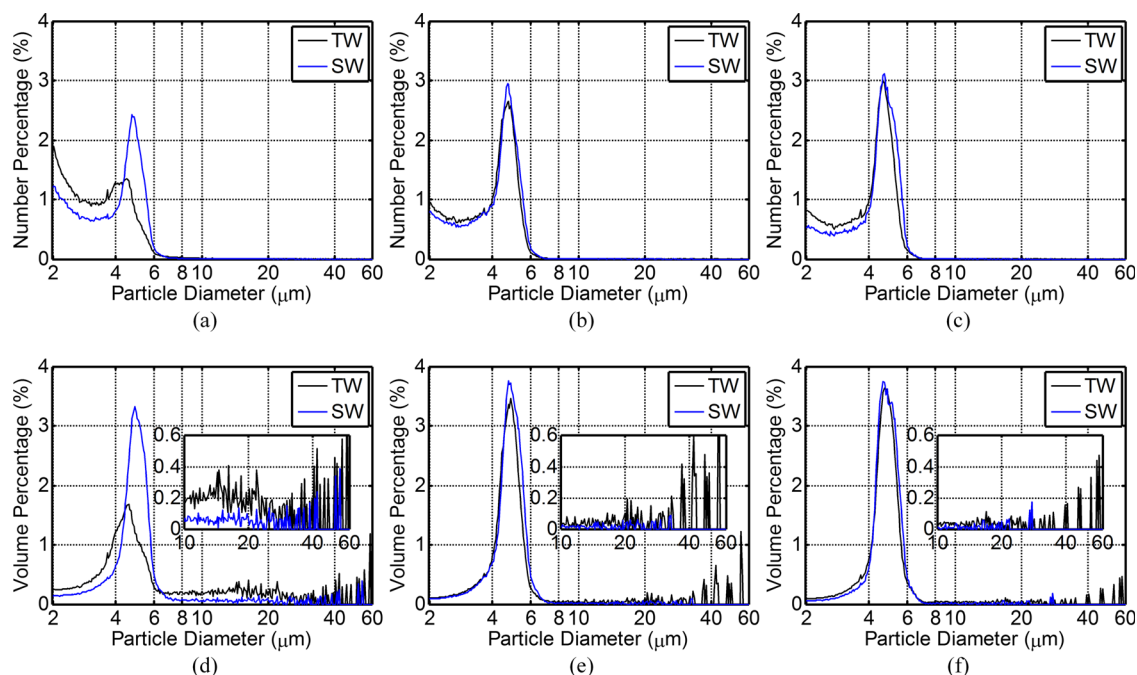 Number Percentage (%)
4
3
2
1
0
TW
SW
2 4 6 8 10 20 40 60
Particle Diameter (μm)
(a)
Number Percentage (%)
4
3
2
1
0
TW
SW
2 4 6 8 10 20 40 60
Particle Diameter (μm)
(b)
Number Percentage (%)
4
3
2
1
0
TW
SW
2 4 6 8 10 20 40 60
Particle Diameter (μm)
(c)
Volume Percentage (%)
4
3
2
1
0
TW
SW
0.6
0.4
0.2
0
10 20 40 60
2 4 6 8 10 20 40 60
Particle Diameter (μm)
(d)
Volume Percentage (%)
4
3
2
1
0
TW
SW
0.6
0.4
0.2
0
10 20 40 60
2 4 6 8 10 20 40 60
Particle Diameter (μm)
(e)
Volume Percentage (%)
4
3
2
1
0
TW
SW
0.6
0.4
0.2
0
10 20 40 60
2 4 6 8 10 20 40 60
Particle Diameter (μm)
(f)